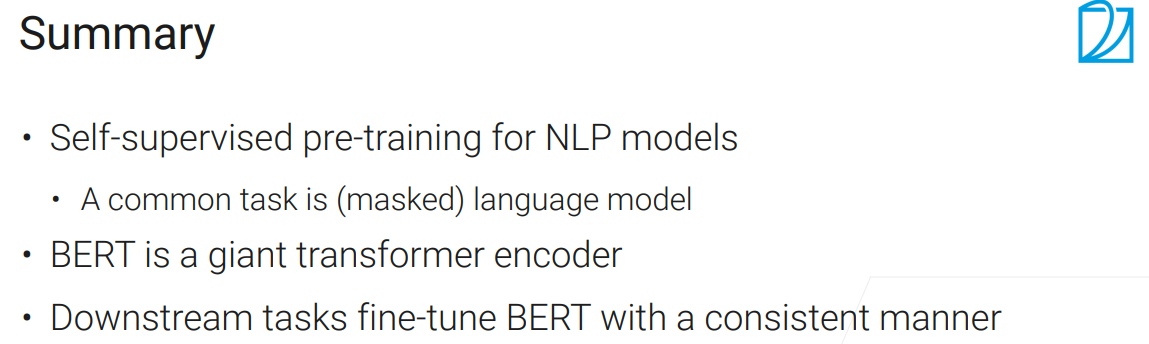 Summary
• Self-supervised pre-training for NLP models
• A common task is (masked) language model
• BERT is a giant transformer encoder
• Downstream tasks fine-tune BERT with a consistent manner